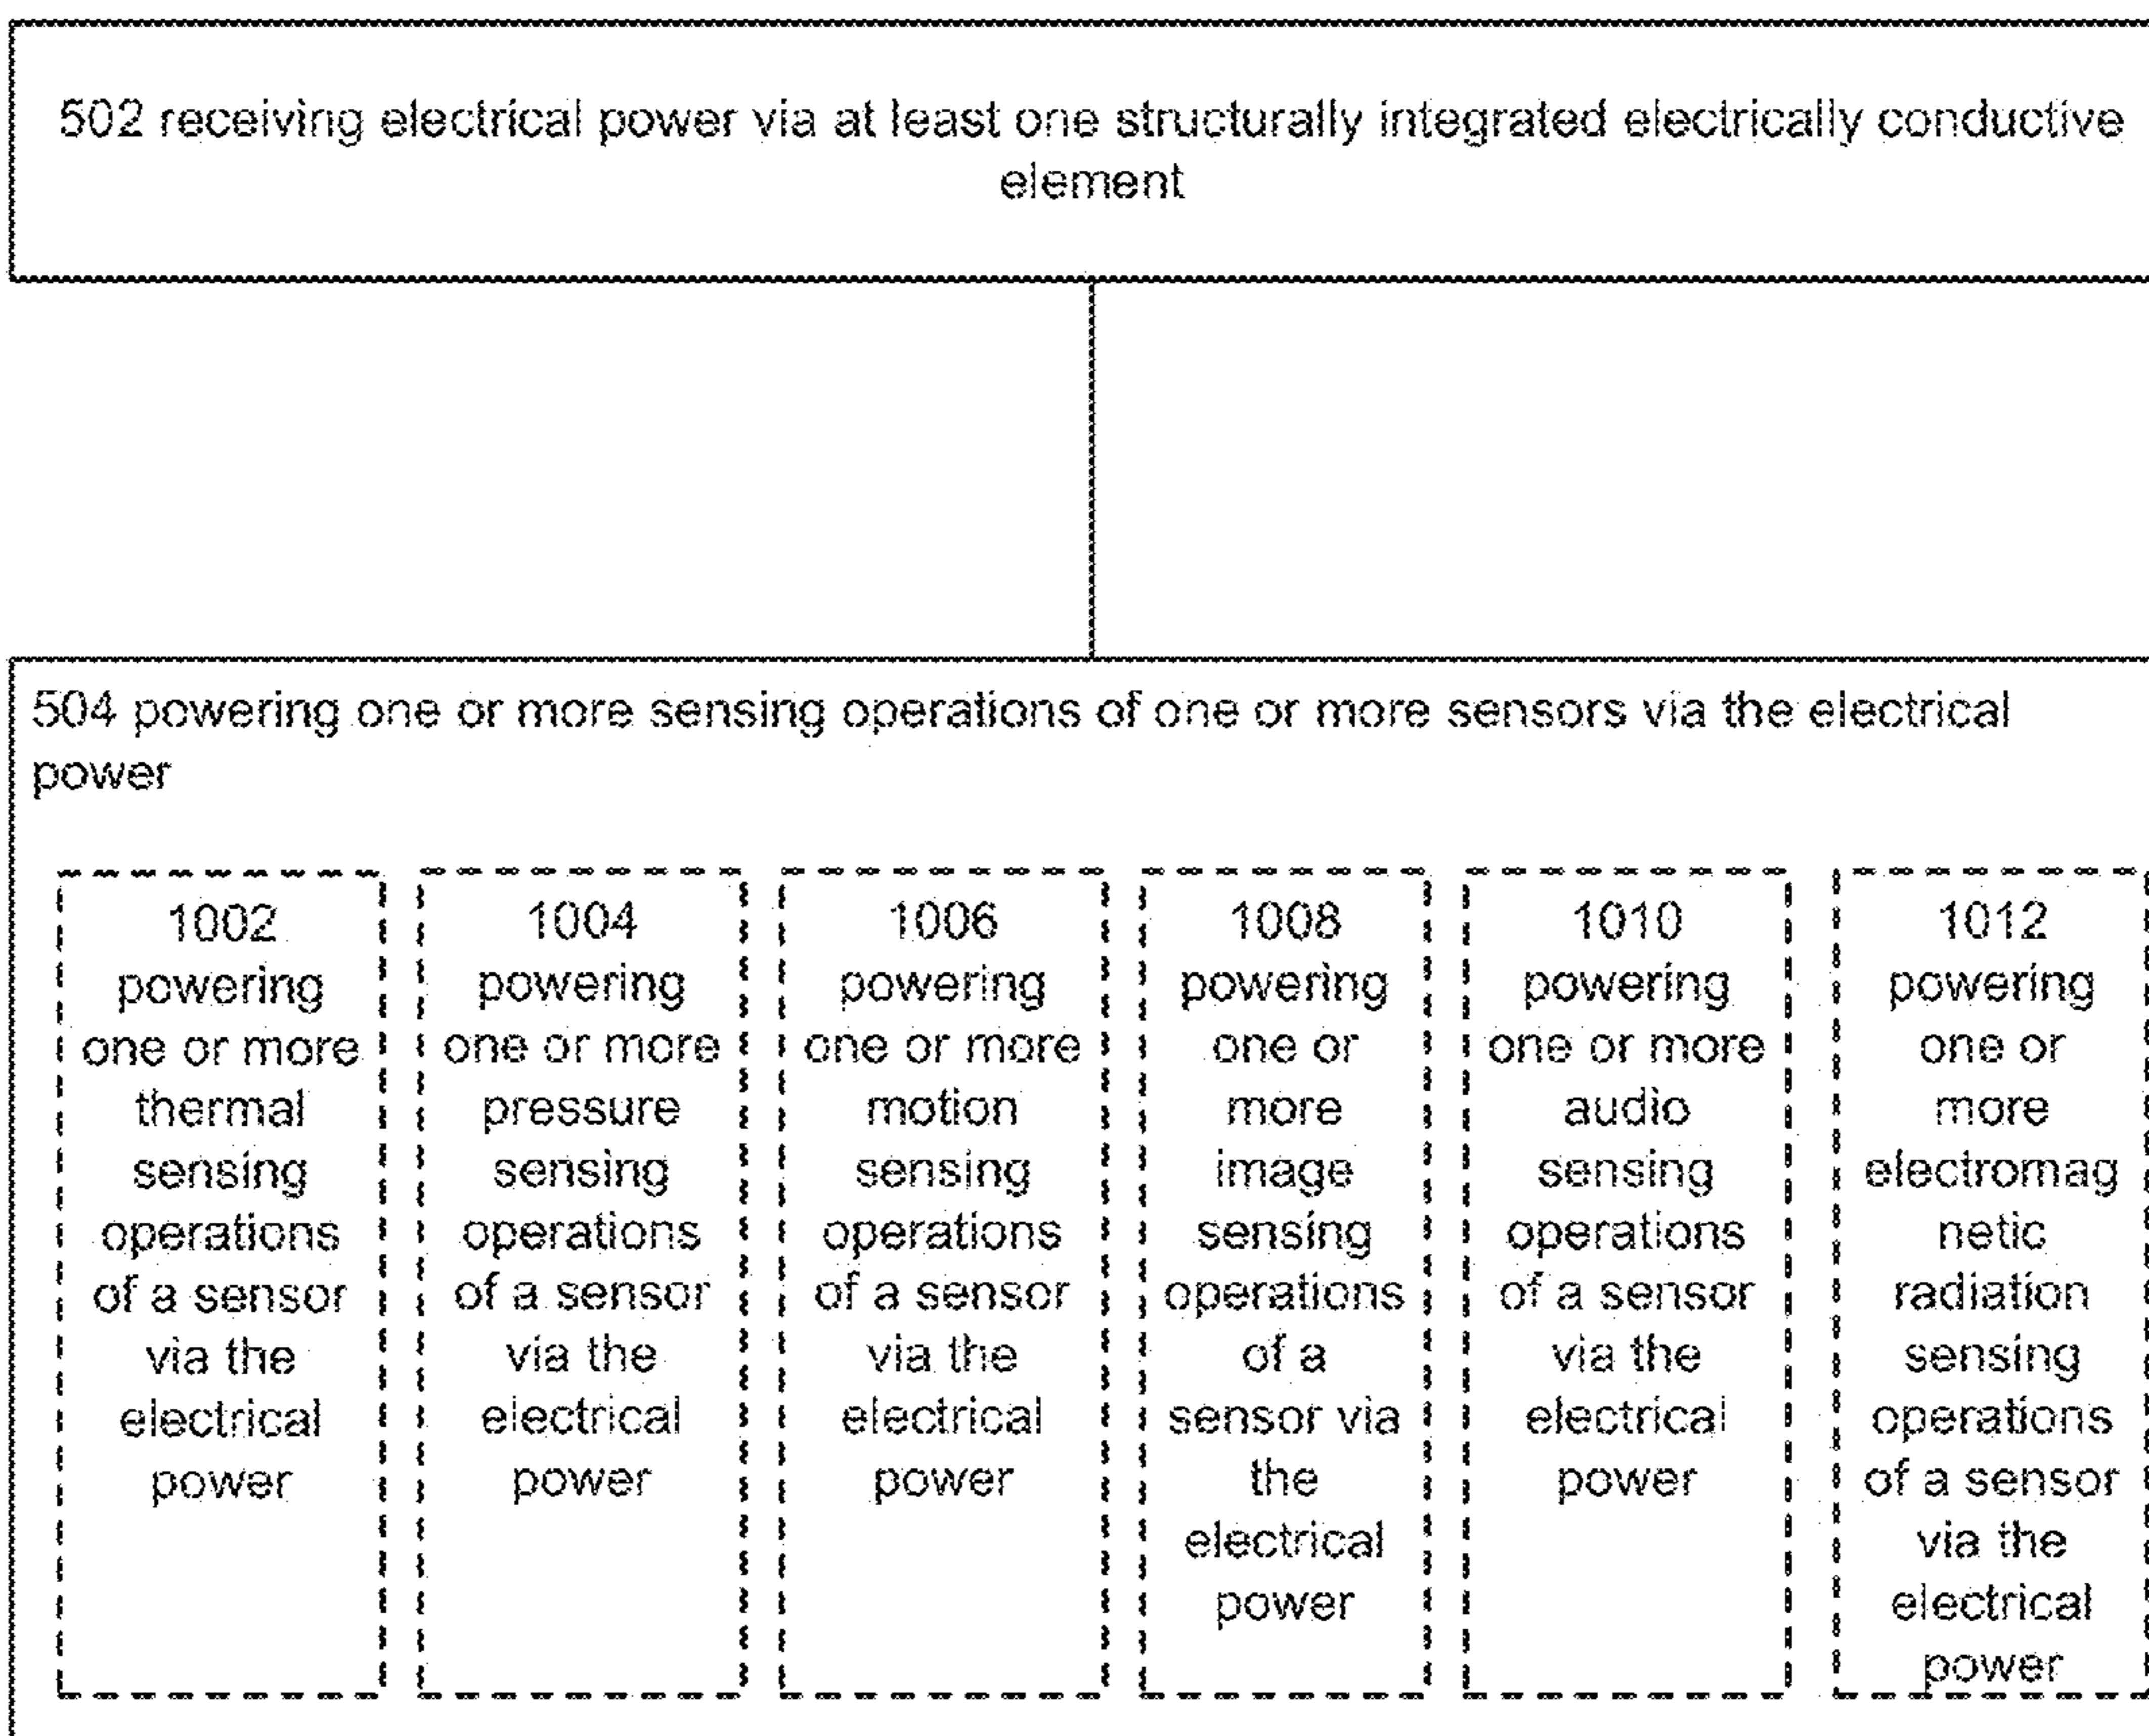 502 receiving electrical power via at least one structurally integrated electrically conductive
element
504 powering one or more sensing operations of one or more sensors via the electrical
power
1002
powering
one or more
thermal
sensing
operations
of a sensor
via the
electrical
power
1004
powering
one or more
pressure
sensing
operations
of a sensor
via the
electrical
power
1006
powering
one or more
motion
sensing
operations
of a sensor
via the
electrical
power
1008
powering
one or
more
image
sensing
operations
of a
sensor via
the
electrical
power
1010
powering
one or more
audio
sensing
operations
of a sensor
via the
electrical
power
1012
powering
one or
more
electromag
netic
radiation
sensing
operations
of a sensor
via the
electrical
power